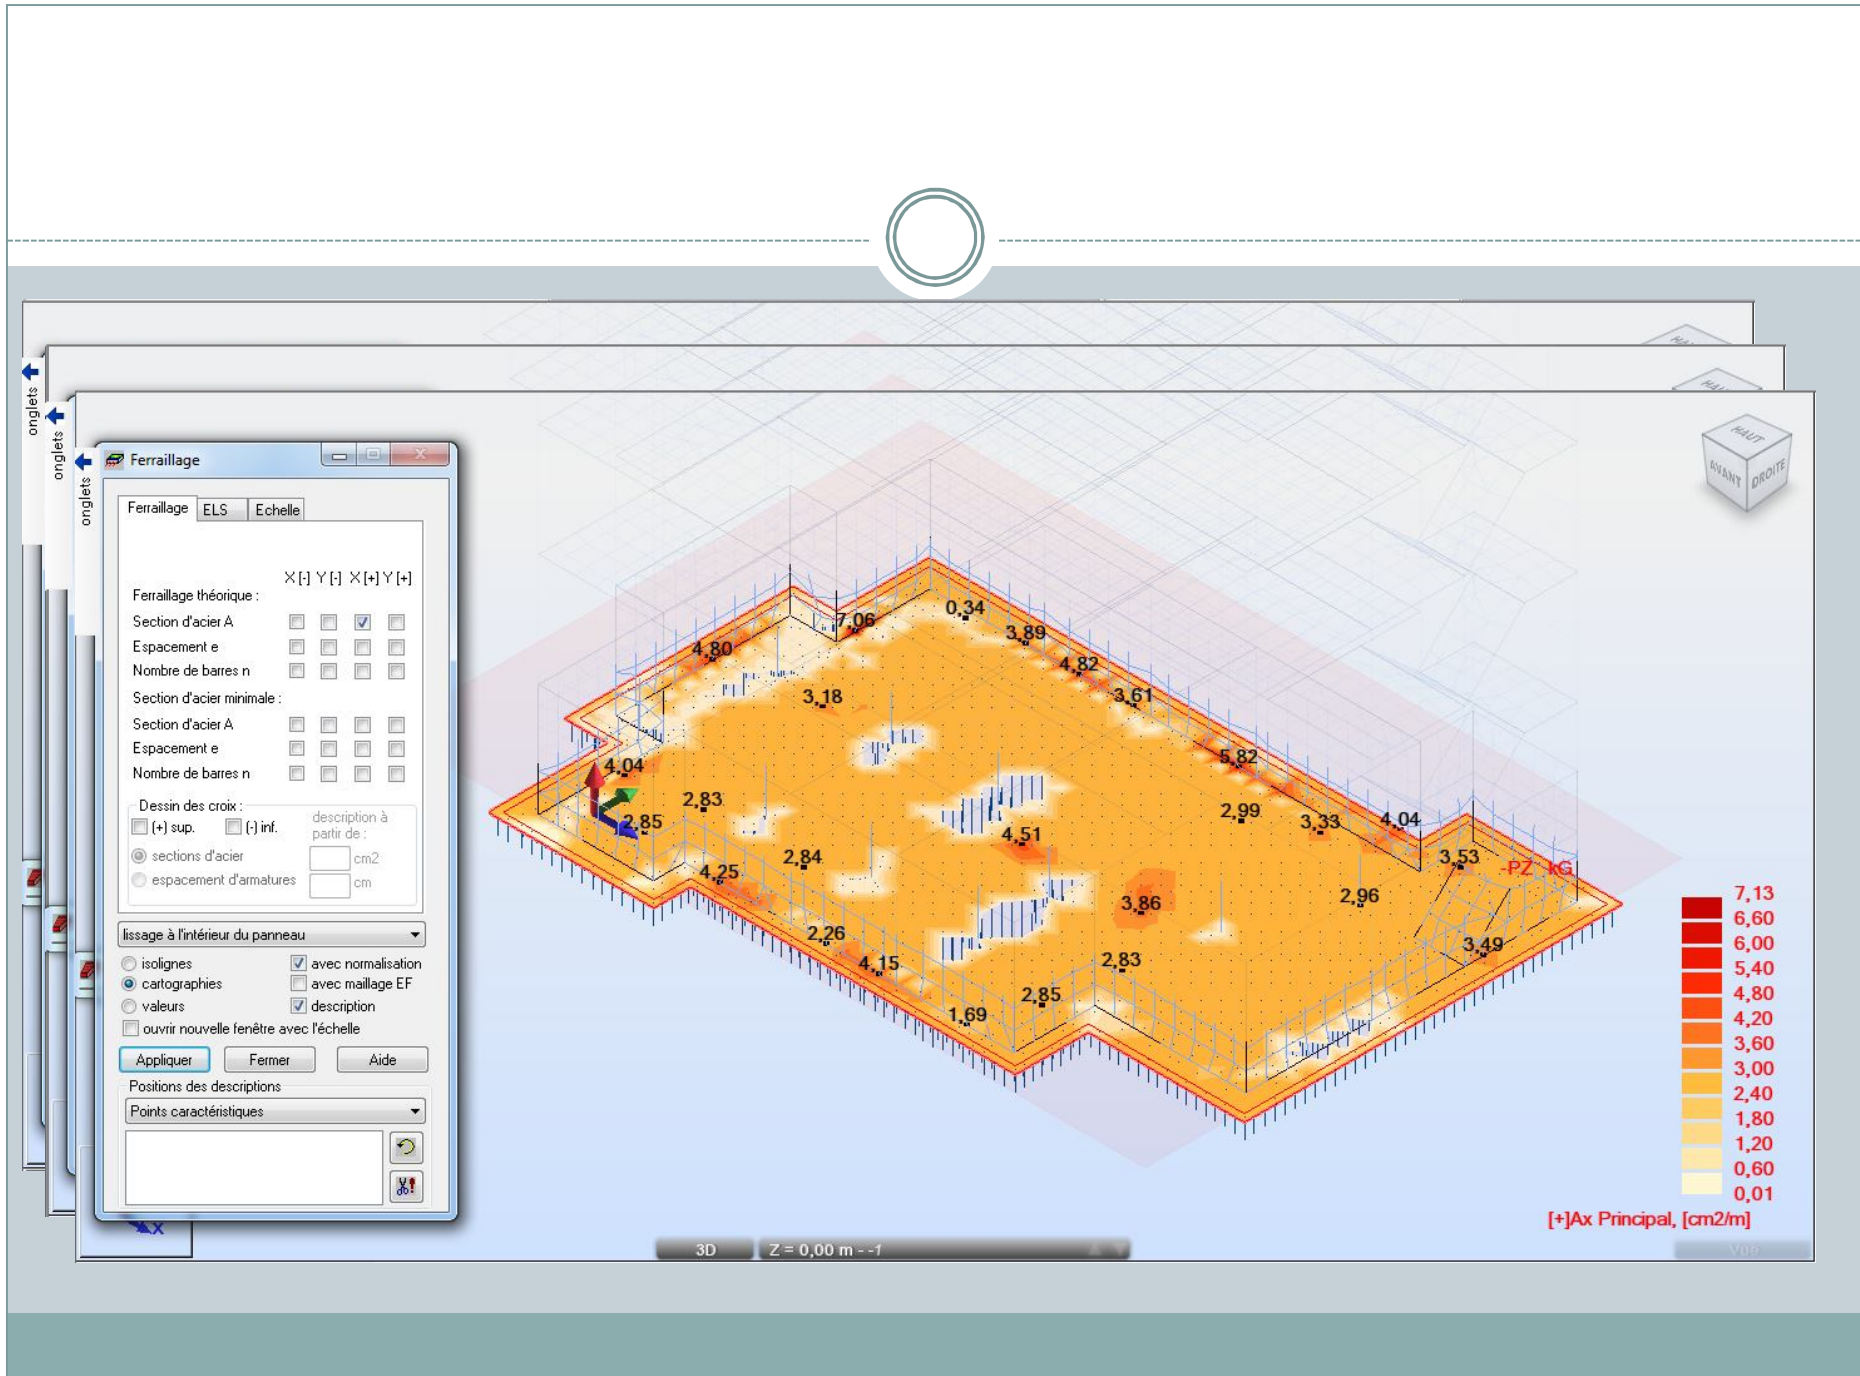 HAUT
AVANT
DROITE
onglets
onglets
onglets
Ferraillage
Ferraillage
ELS
Echelle
X [-] Y [-] X [+] Y [+]
Ferraillage théorique :
Section d'acier A
Espacement e
Nombre de barres n
Section d'acier minimale :
Section d'acier A
Espacement e
Nombre de barres n
Dessin des croix :
(+) sup.
(-) inf.
description à
partir de :
sections d'acier
cm2
espacement d'armatures
cm
lissage à l'intérieur du panneau
isolignes
avec normalisation
cartographies
avec maillage EF
valeurs
description
ouvrir nouvelle fenêtre avec l'échelle
Appliquer
Fermer
Aide
Positions des descriptions
Points caractéristiques
X
0,34
7,06
3,89
4,80
4,82
3,18
3,61
5,82
4,04
2,83
2,85
2,99
3,33
4,04
4,51
2,84
3,53
-PZ kG
4,25
2,96
3,86
2,26
3,49
4,15
2,83
2,85
1,69
7,13
6,60
6,00
5,40
4,80
4,20
3,60
3,00
2,40
1,80
1,20
0,60
0,01
[+]Ax Principal, [cm2/m]
3D
Z = 0,00 m - -1
Vue